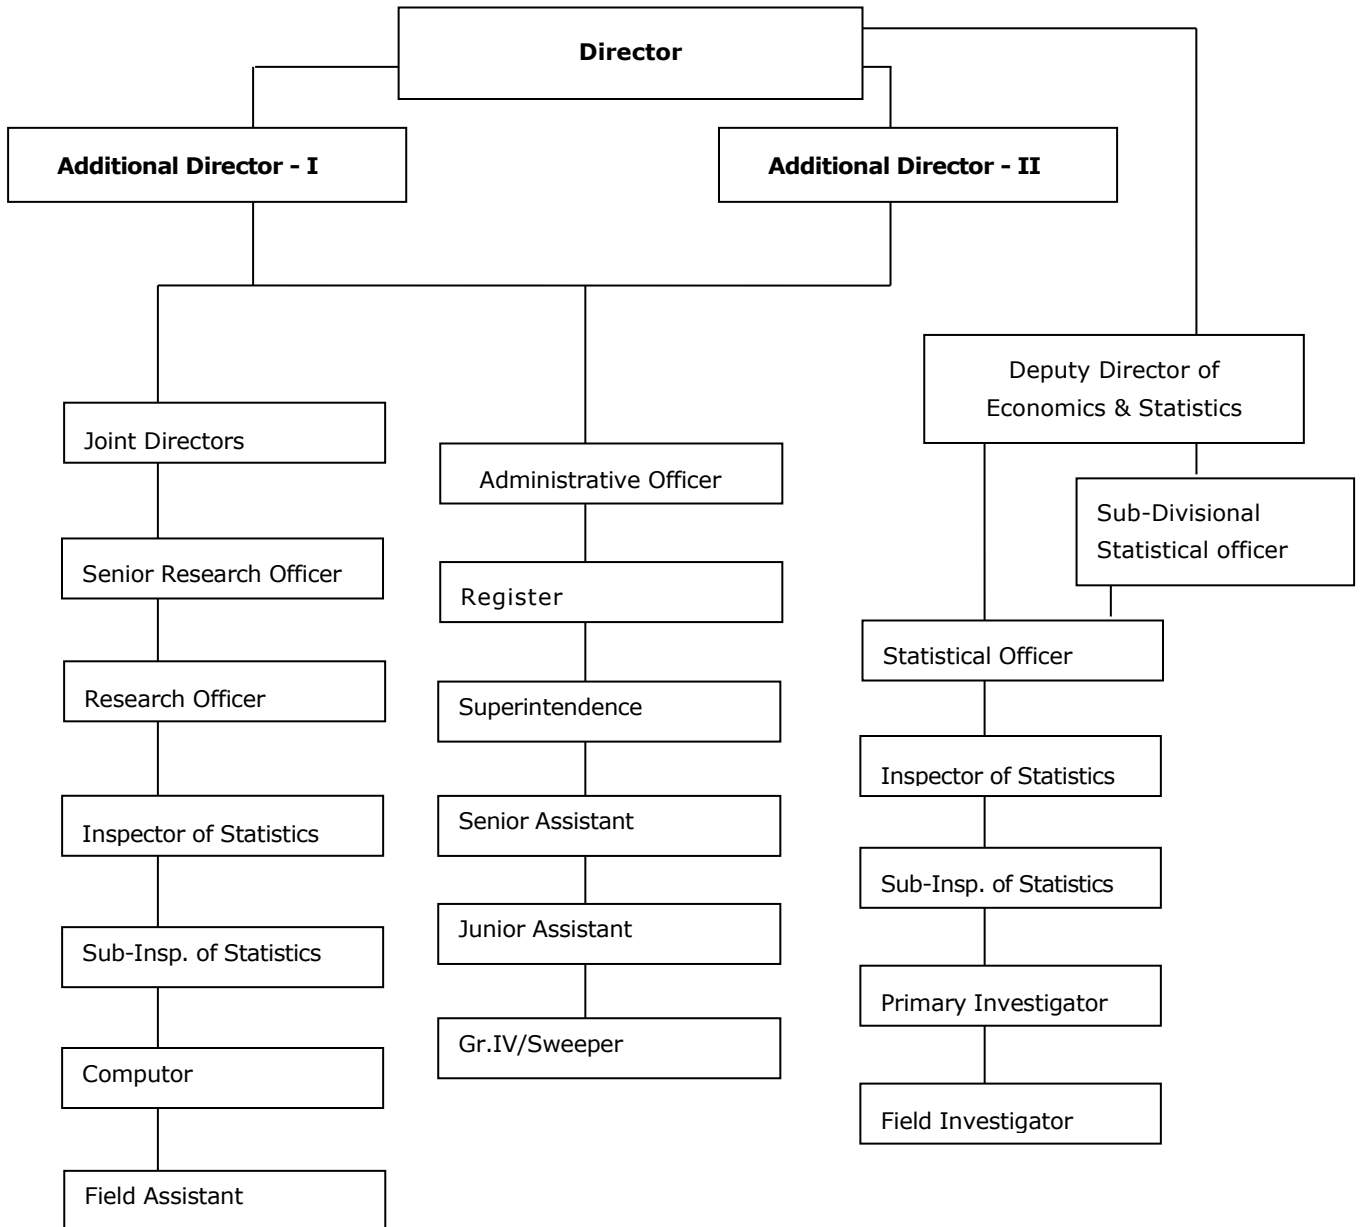 Director
Additional Director - I
Additional Director - II
Deputy Director of
Economics & Statistics
Joint Directors
Administrative Officer
Sub-Divisional
Statistical officer
Senior Research Officer
Register
Statistical Officer
Research Officer
Superintendence
Inspector of Statistics
Inspector of Statistics
Senior Assistant
Sub-Insp. of Statistics
Sub-Insp. of Statistics
Junior Assistant
Primary Investigator
Computor
Gr.IV/Sweeper
Field Investigator
Field Assistant